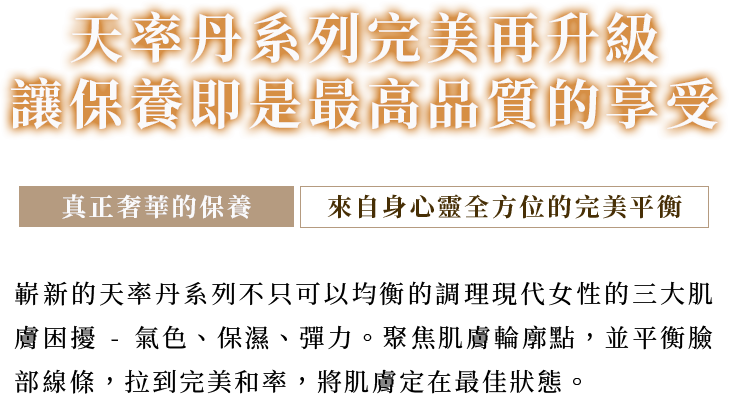 天率丹系列完美再升級
讓保養即是最高品質的享受
真正奢華的保養
來自身心靈全方位的完美平衡
嶄新的天率丹系列不只可以均衡的調理現代女性的三大肌
膚困擾 - 氣色、保濕、彈力。聚焦肌膚輪廓點，並平衡臉
部線條，拉到完美和率，將肌膚定在最佳狀態。